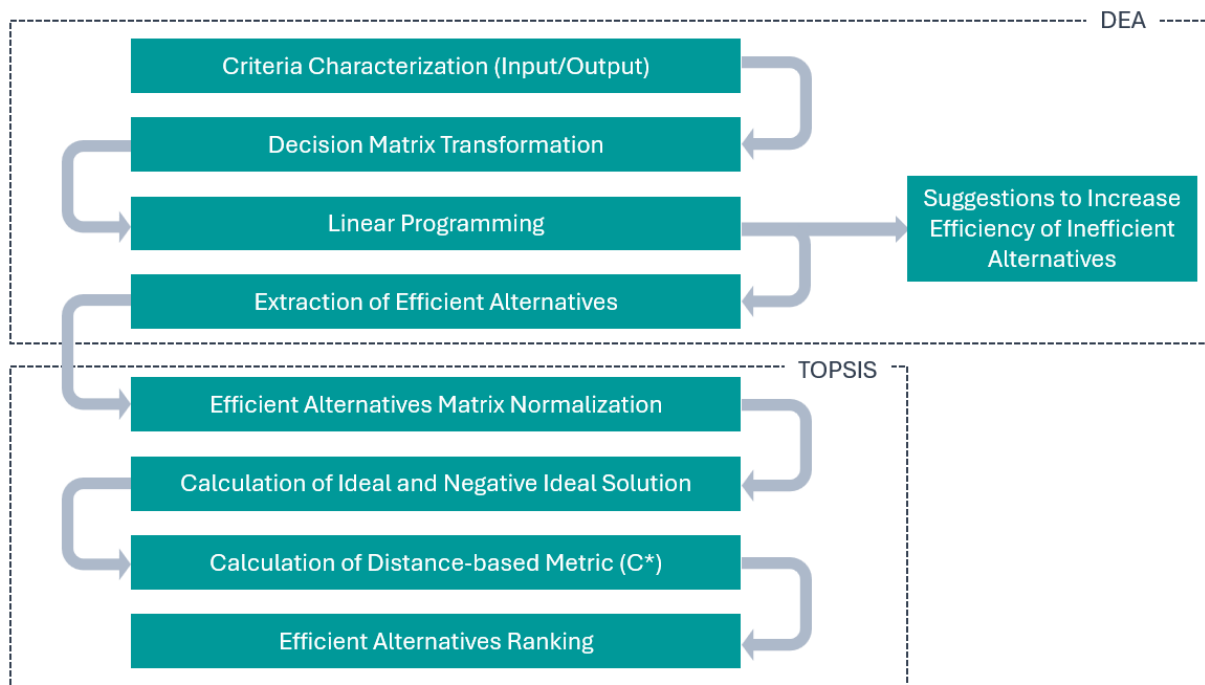 DEA
Criteria Characterization (Input/Output)
Decision Matrix Transformation
Linear Programming
Suggestions to Increase
Efficiency of Inefficient
Alternatives
Extraction of Efficient Alternatives
TOPSIS
Efficient Alternatives Matrix Normalization
Calculation of Ideal and Negative Ideal Solution
Calculation of Distance-based Metric (C*)
Efficient Alternatives Ranking